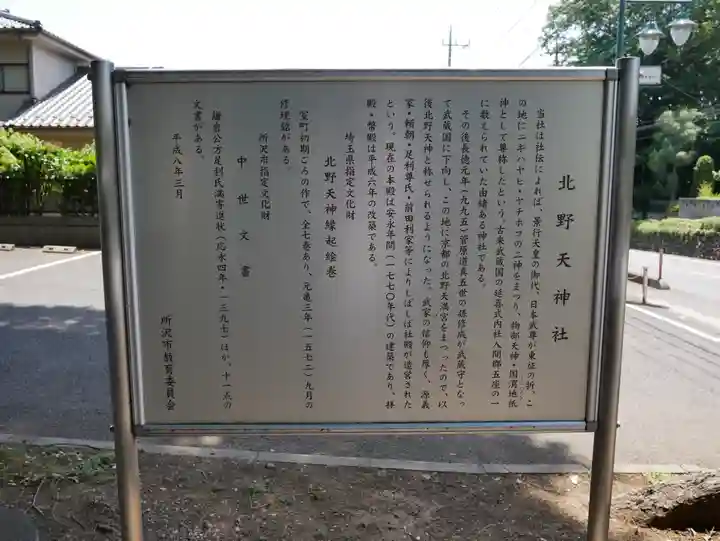 北野天神社
当社は社伝によれば、景行天皇の御代、日本武尊が東征の折、こ
の地にニギハヤヒ・ヤチホコの二神をまつり、物部天神・国渭地祇
神として尊称したという。古来武蔵国の延喜式内社入間郡五座の一
に数えられていた由緒ある神社である。
その後長徳元年（九九五）菅原道真五世の孫修成が武蔵守となっ
て武蔵国に下向し、この地に京都の北野天満宮をまつったので、以
後北野天神と称せられるようになった。武家の信仰も厚く、源義
家・頼朝・足利尊氏・前田利家等によりしばしば社殿が造営された
という。現在の本殿は安永年間（一七七〇年代）の建築であり、拝
殿・幣殿は平成六年の改築である。
埼玉県指定文化財
北野天神縁起絵巻
室町初期ごろの作で、全七巻あり、元亀三年（一五七二）九月の
修理銘がある。
所沢市指定文化財
中世文書
鎌倉公方足利氏満寄進状（応永四年・一三九七）ほか、十一点の
文書がある。
平成八年三月
所沢市教育委員会